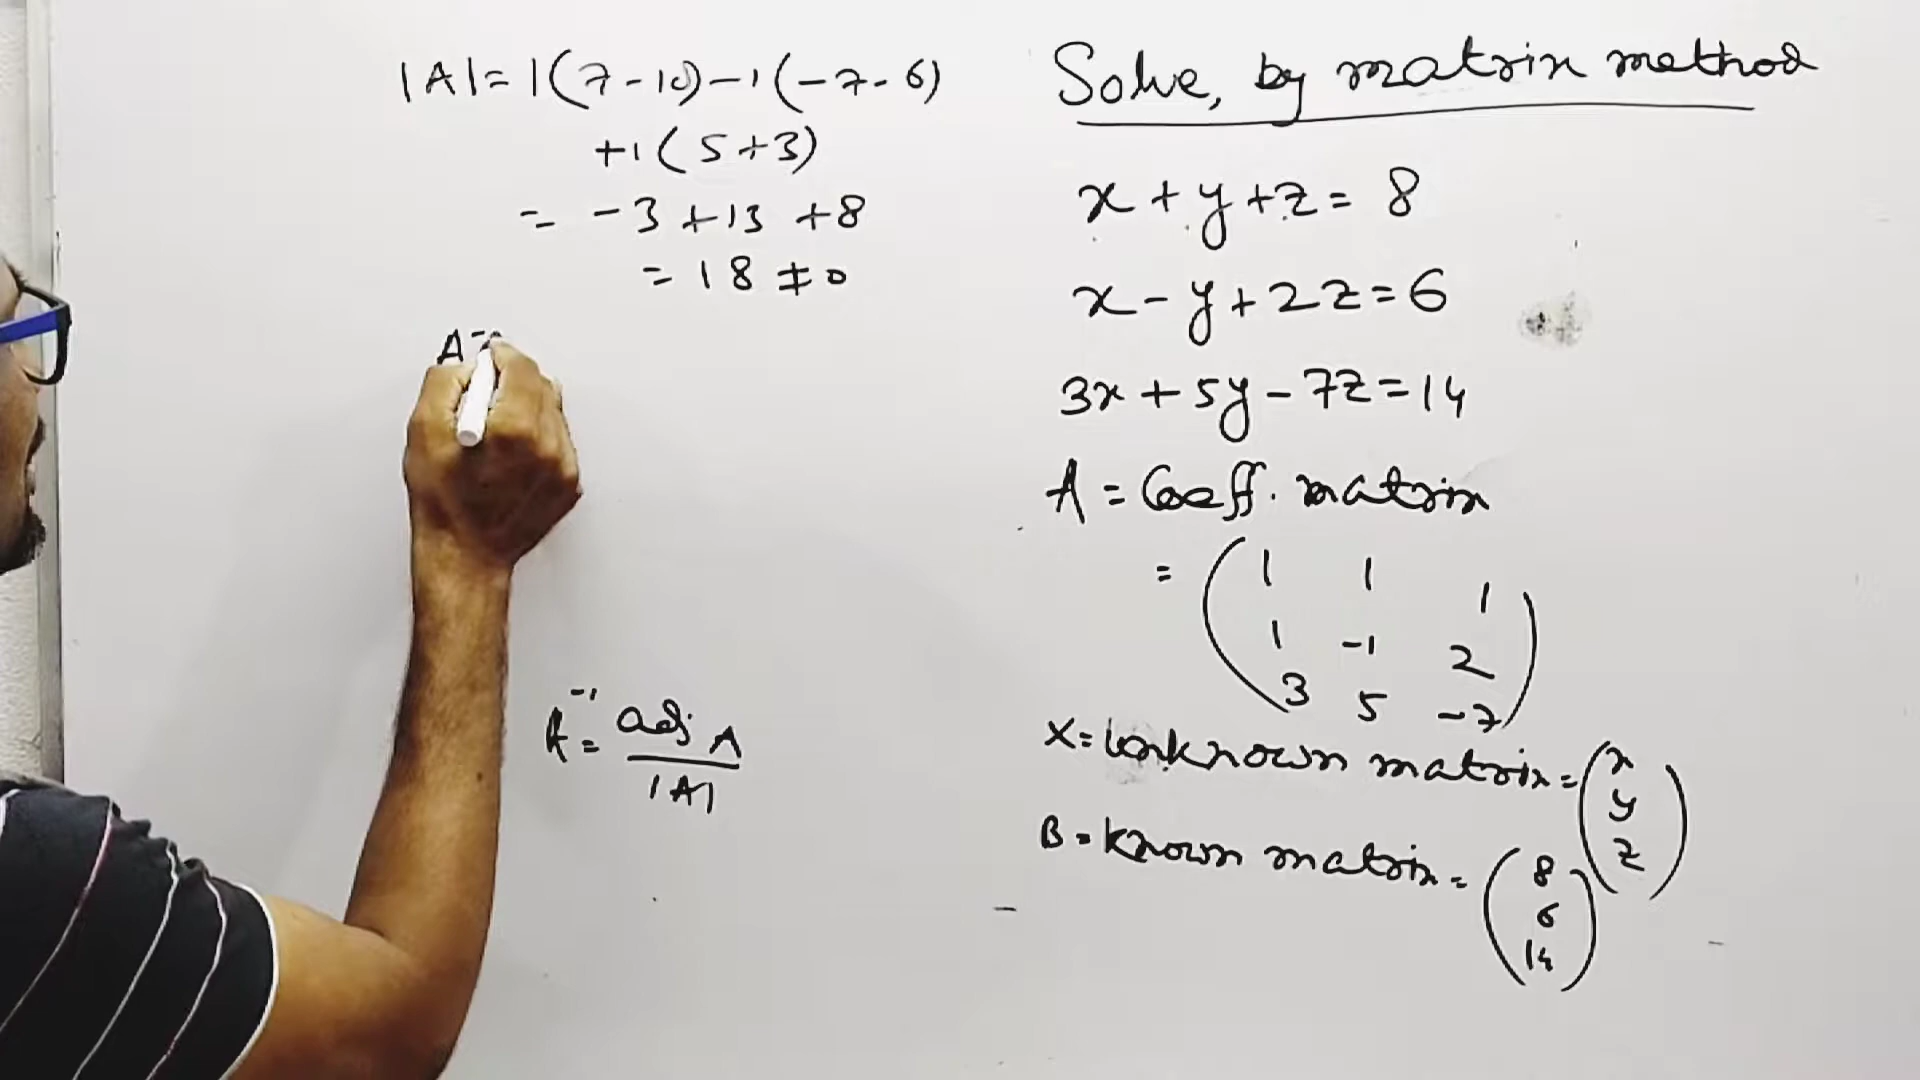 |A| = 1(7-10) -1(-7-6)
+1(5+3)
= -3 +13 +8
= 18 ≠ 0
A
A⁻¹ = adj A / |A|
Solve, by matrix method
x + y + z = 8
x - y + 2z = 6
3x + 5y - 7z = 14
A = Coeff. matrix
= ( 1 1 1
1 -1 2
3 5 -7 )
X = Unknown matrix = ( x
y
z )
B = Known matrix = ( 8
6
14 )